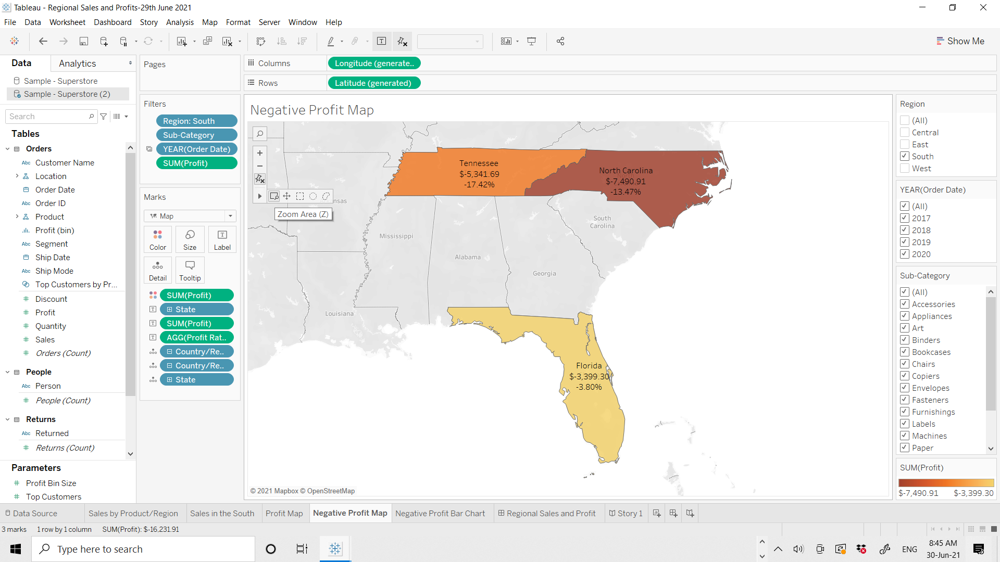 Tableau - Regional Sales and Profits-29th June 2021
File Data Worksheet Dashboard Story Analysis Map Format Server Window Help
Show Me
Data
Analytics
Sample - Superstore
Sample - Superstore (2)
Search
Tables
Orders
Abc Customer Name
Location
Order Date
Abc Order ID
Product
Profit (bin)
Abc Segment
Ship Date
Abc Ship Mode
Top Customers by Pr...
# Discount
# Profit
# Quantity
# Sales
# Orders (Count)
People
Abc Person
# People (Count)
Returns
Abc Returned
# Returns (Count)
Parameters
# Profit Bin Size
# Top Customers
Pages
Filters
Region: South
Sub-Category
YEAR(Order Date)
SUM(Profit)
Marks
Map
Color
Size
T
Label
Detail
Tooltip
SUM(Profit)
T State
T SUM(Profit)
T AGG(Profit Rat..
Country/Re..
Country/Re..
State
Columns
Longitude (generate..
Rows
Latitude (generated)
Negative Profit Map
Tennessee
$-5,341.69
-17.42%
North Carolina
$-7,490.91
-13.47%
nsas
Zoom Area (Z)
South
Carolina
Mississippi
Alabama
Georgia
Louisiana
Florida
$-3,399.30
-3.80%
© 2021 Mapbox © OpenStreetMap
Region
(All)
Central
East
South
West
YEAR(Order Date)
(All)
2017
2018
2019
2020
Sub-Category
(All)
Accessories
Appliances
Art
Binders
Bookcases
Chairs
Copiers
Envelopes
Fasteners
Furnishings
Labels
Machines
Paper
SUM(Profit)
$-7,490.91 $-3,399.30
Data Source
Sales by Product/Region
Sales in the South
Profit Map
Negative Profit Map
Negative Profit Bar Chart
Regional Sales and Profit
Story 1
3 marks 1 row by 1 column SUM(Profit): $-16,231.91
Type here to search
ENG
8:45 AM
30-Jun-21